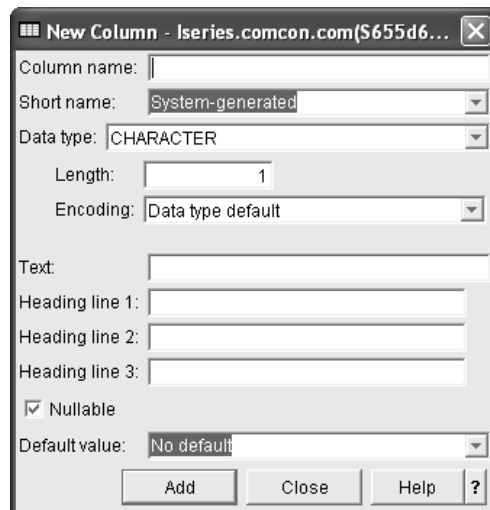 New Column - Iseries.comcon.com(S655d6...
Column name:
Short name: System-generated
Data type: CHARACTER
Length: 1
Encoding: Data type default
Text:
Heading line 1:
Heading line 2:
Heading line 3:
Nullable
Default value: No default
Add Close Help ?